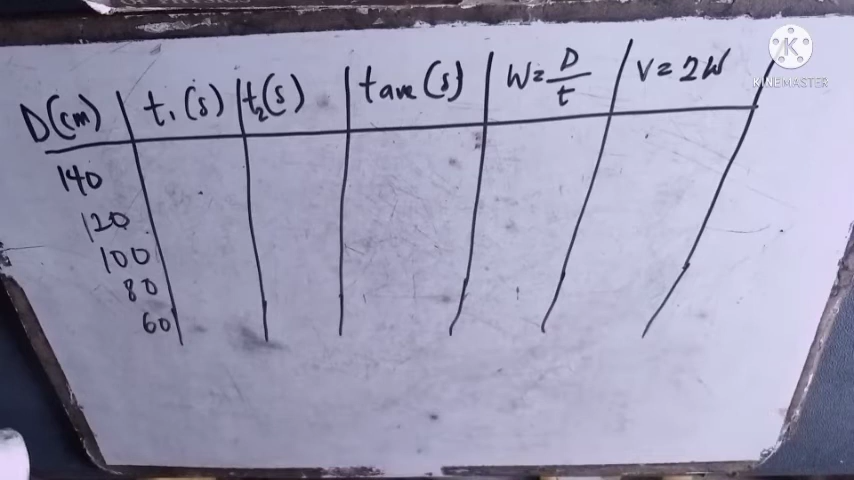 D(cm) t₁(s) t₂(s) tave(s) W=D/t V=2W
140
120
100
80
60
K
KINEMASTER